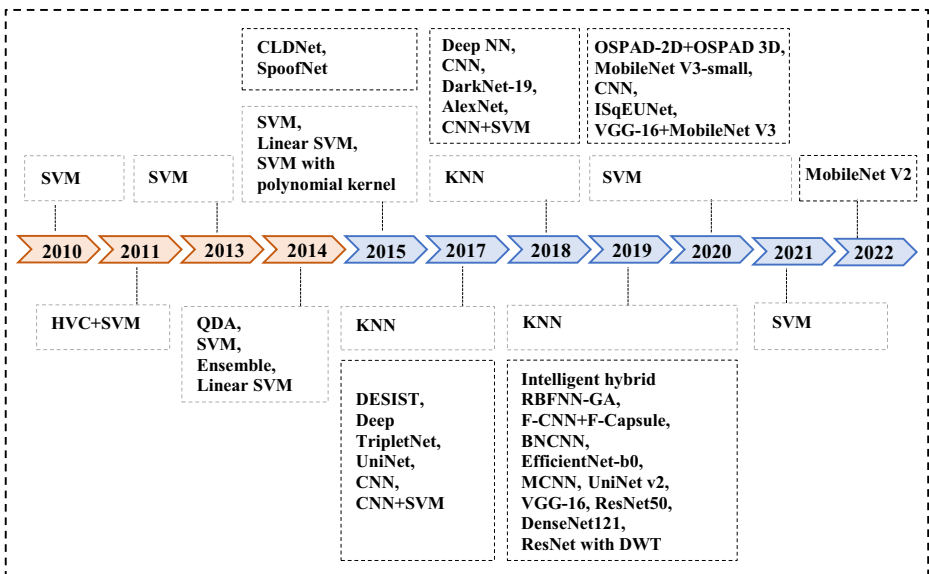 CLDNet,
SpoofNet
Deep NN,
CNN,
DarkNet-19,
AlexNet,
CNN+SVM
OSPAD-2D+OSPAD 3D,
MobileNet V3-small,
CNN,
ISqEUNet,
VGG-16+MobileNet V3
SVM
SVM
SVM,
Linear SVM,
SVM with
polynomial kernel
KNN
SVM
MobileNet V2
2010
2011
2013
2014
2015
2017
2018
2019
2020
2021
2022
HVC+SVM
QDA,
SVM,
Ensemble,
Linear SVM
KNN
KNN
SVM
DESIST,
Deep
TripletNet,
UniNet,
CNN,
CNN+SVM
Intelligent hybrid
RBFNN-GA,
F-CNN+F-Capsule,
BNCNN,
EfficientNet-b0,
MCNN, UniNet v2,
VGG-16, ResNet50,
DenseNet121,
ResNet with DWT